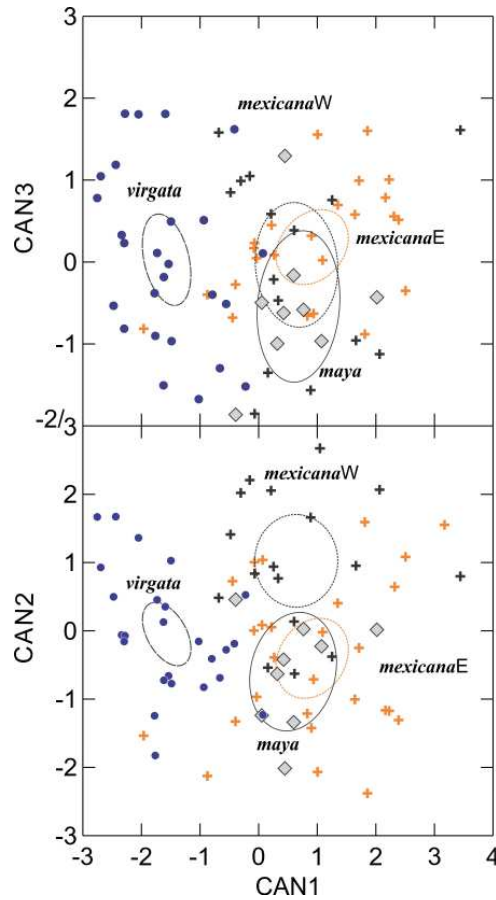 3
2
mexicanaW
virgata
1
CAN3
mexicanaE
0
-1
maya
-2/3
mexicanaW
2
virgata
1
CAN2
0
mexicanaE
-1
maya
-2
-3
-3 -2 -1 0 1 2 3 4
CAN1